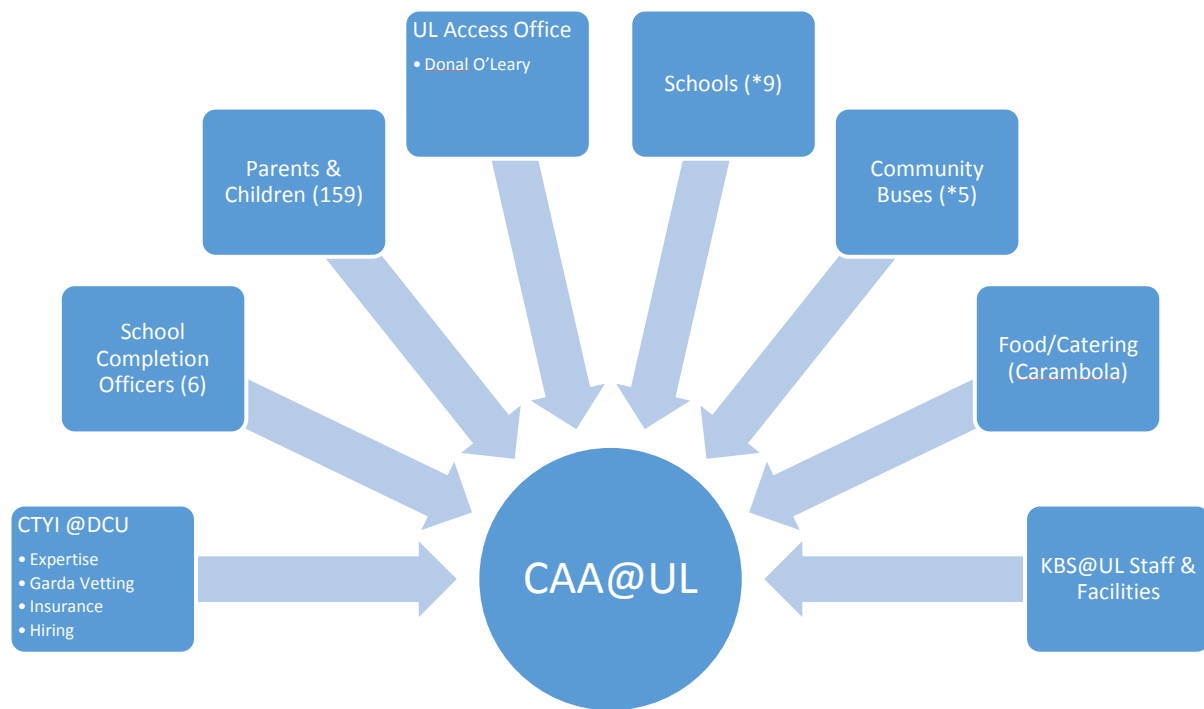 UL Access Office
• Donal O’Leary
Schools (*9)
Parents &
Children (159)
Community
Buses (*5)
School
Completion
Officers (6)
Food/Catering
(Carambola)
CTYI @DCU
• Expertise
• Garda Vetting
• Insurance
• Hiring
CAA@UL
KBS@UL Staff &
Facilities